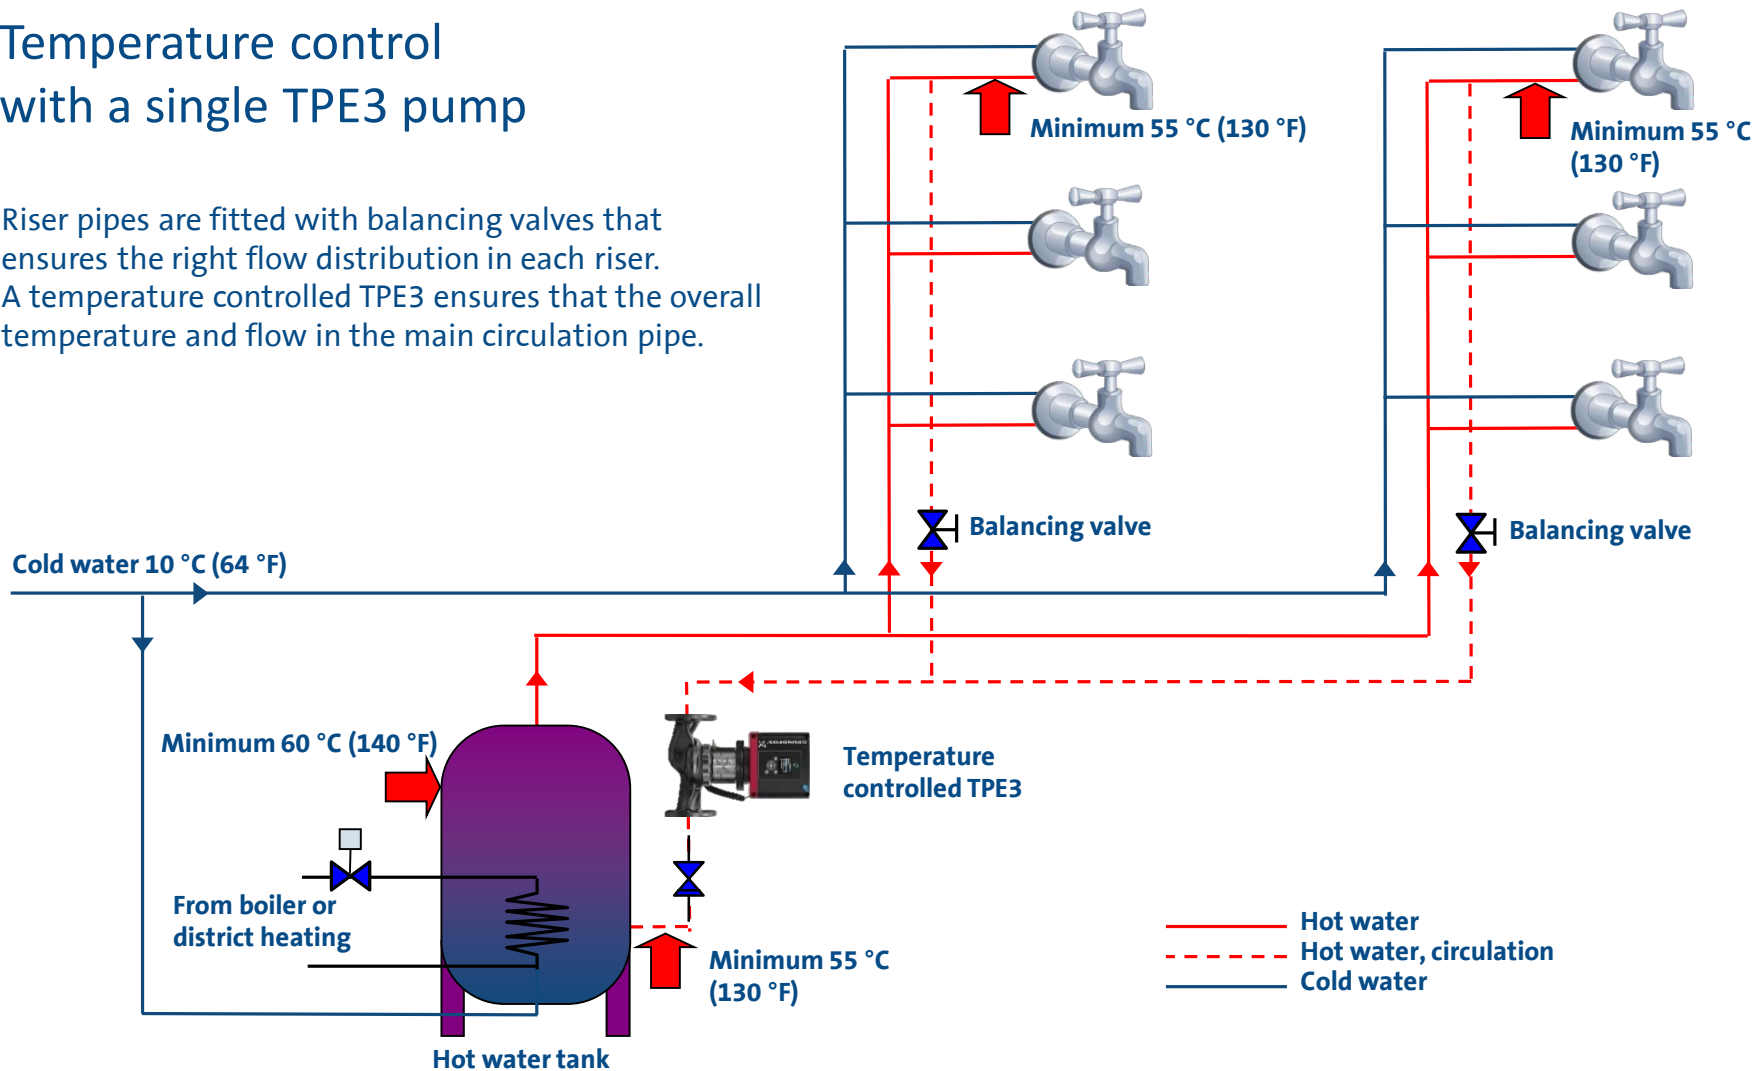 Temperature control
with a single TPE3 pump
Riser pipes are fitted with balancing valves that
ensures the right flow distribution in each riser.
A temperature controlled TPE3 ensures that the overall
temperature and flow in the main circulation pipe.
Minimum 55 °C (130 °F)
Minimum 55 °C
(130 °F)
Balancing valve
Balancing valve
Cold water 10 °C (64 °F)
Minimum 60 °C (140 °F)
GRUNDFOS
Temperature
controlled TPE3
From boiler or
district heating
Minimum 55 °C
(130 °F)
Hot water tank
Hot water
Hot water, circulation
Cold water